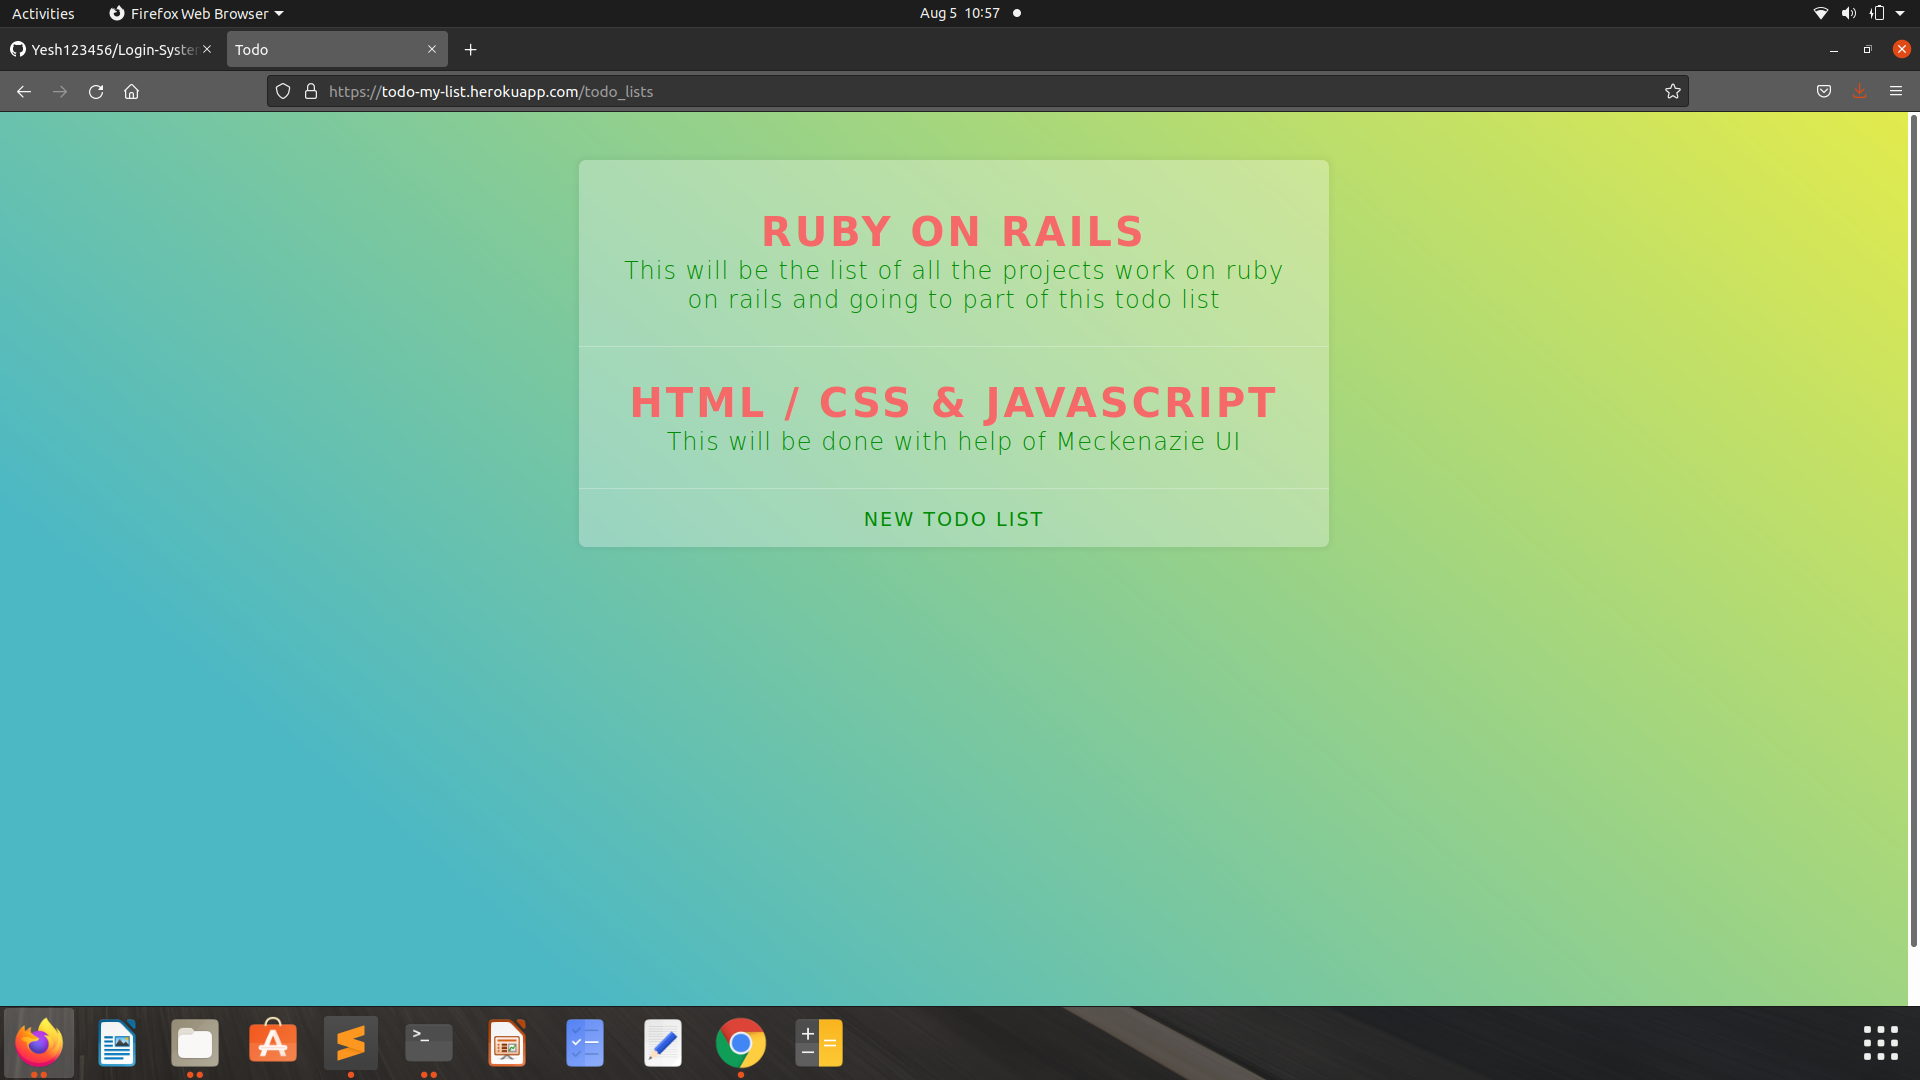 Activities
Firefox Web Browser
Aug 5 10:57
Yesh123456/Login-Syste
Todo
https://todo-my-list.herokuapp.com/todo_lists
RUBY ON RAILS
This will be the list of all the projects work on ruby
on rails and going to part of this todo list
HTML / CSS & JAVASCRIPT
This will be done with help of Meckenazie UI
NEW TODO LIST